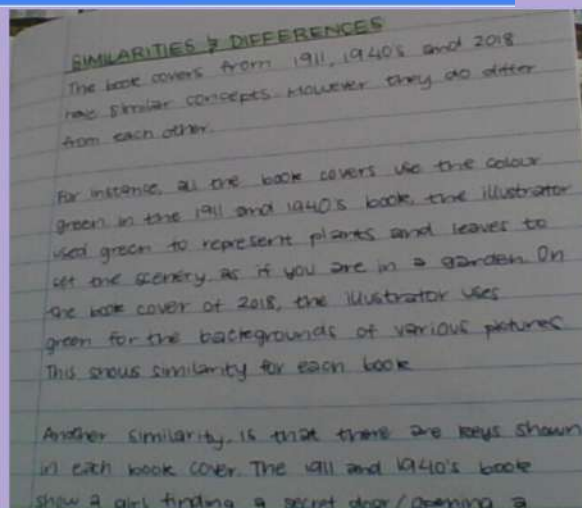 SIMILARITIES & DIFFERENCES
The book covers from 1911, 1940's and 2018
have similar concepts. However they do differ
from each other.
For instance, all the book covers use the colour
green, in the 1911 and 1940's book, the illustrator
used green to represent plants and leaves to
set the scenery, as if you are in a garden. On
the book cover of 2018, the illustrator uses
green for the backgrounds of various pictures.
This shows similarity for each book
Another similarity, is that there are keys shown
in each book cover. The 1911 and 1940's book
show a girl finding a secret door/opening a